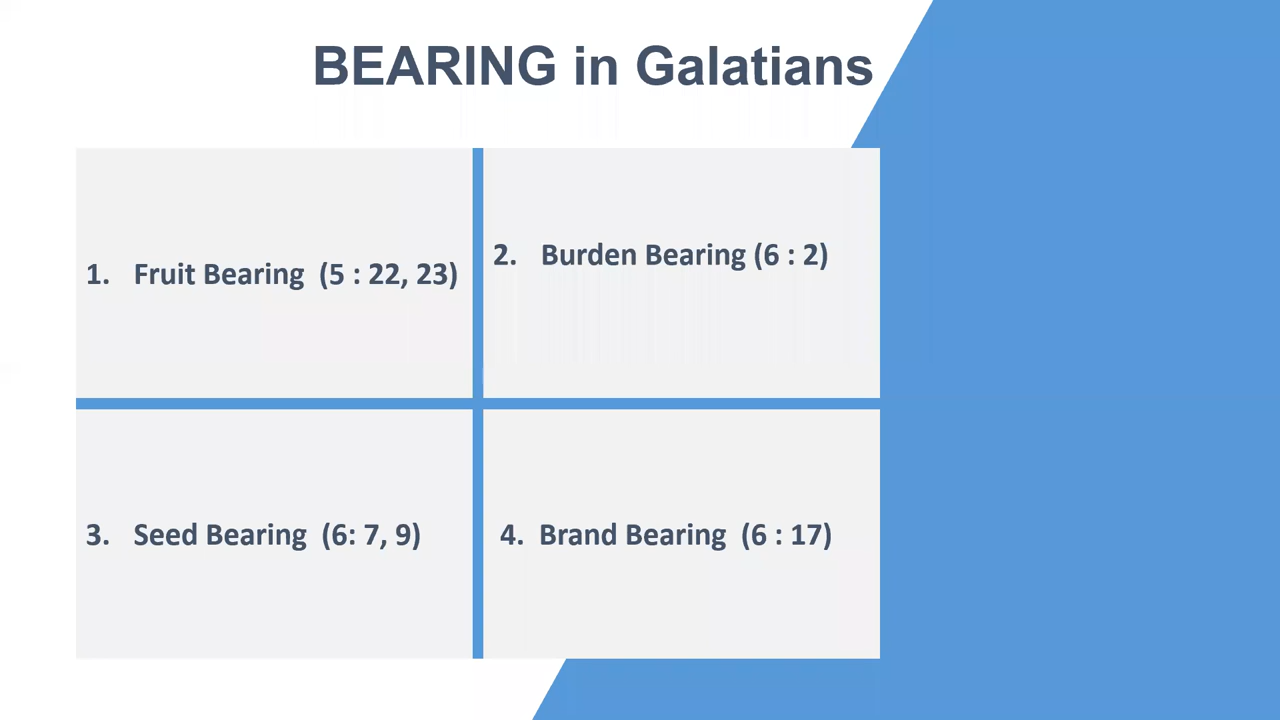 BEARING in Galatians
1. Fruit Bearing (5 : 22, 23)
2. Burden Bearing (6 : 2)
3. Seed Bearing (6: 7, 9)
4. Brand Bearing (6 : 17)